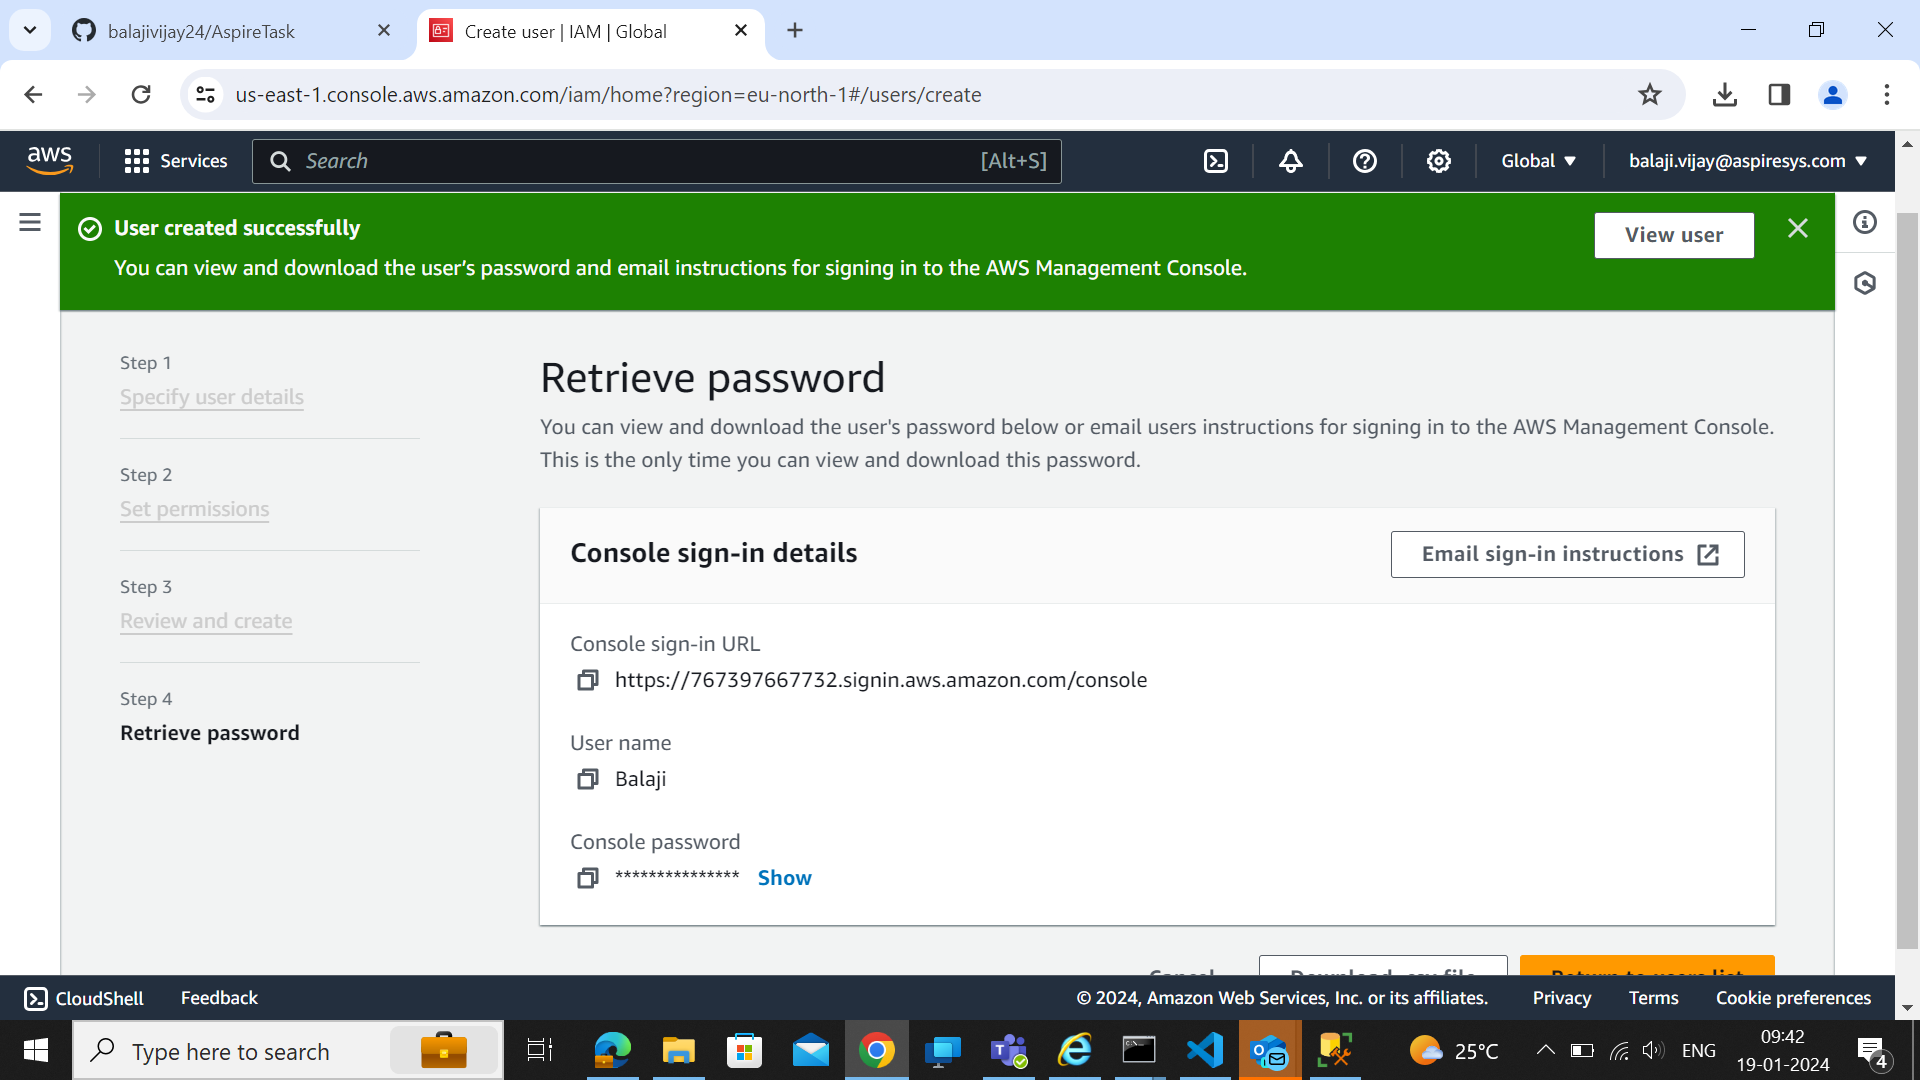 balajivijay24/AspireTask
Create user | IAM | Global
us-east-1.console.aws.amazon.com/iam/home?region=eu-north-1#/users/create
aws
Services
Search
[Alt+S]
Global
balaji.vijay@aspiresys.com
User created successfully
You can view and download the user’s password and email instructions for signing in to the AWS Management Console.
View user
Step 1
Specify user details
Step 2
Set permissions
Step 3
Review and create
Step 4
Retrieve password
Retrieve password
You can view and download the user's password below or email users instructions for signing in to the AWS Management Console.
This is the only time you can view and download this password.
Console sign-in details
Email sign-in instructions
Console sign-in URL
https://767397667732.signin.aws.amazon.com/console
User name
Balaji
Console password
***************
Show
Cancel
Download .csv file
Return to users list
CloudShell
Feedback
© 2024, Amazon Web Services, Inc. or its affiliates.
Privacy
Terms
Cookie preferences
Type here to search
25°C
ENG
09:42
19-01-2024
4